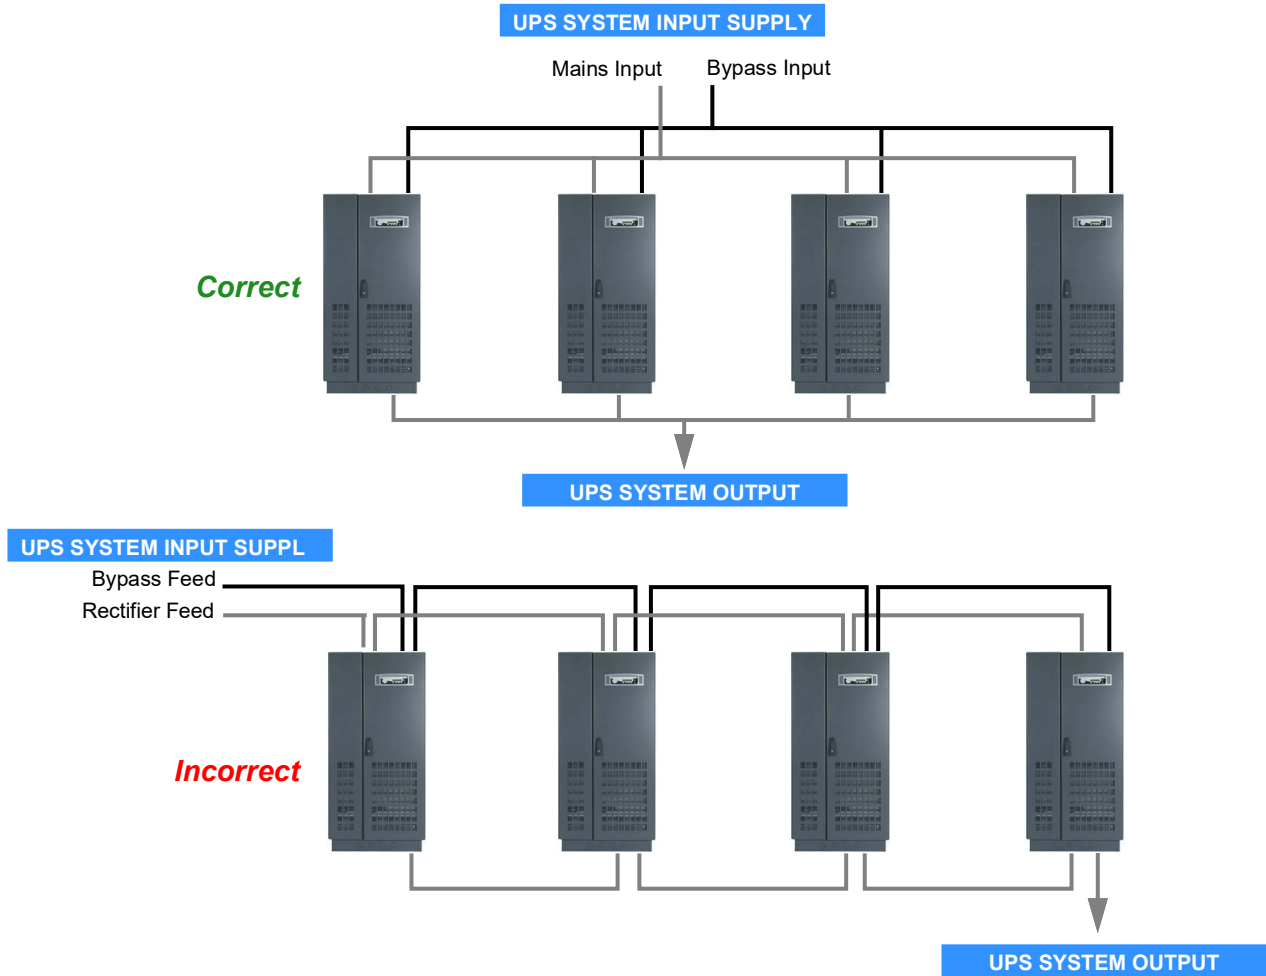 UPS SYSTEM INPUT SUPPLY
Mains Input
Bypass Input
Correct
UPS SYSTEM OUTPUT
UPS SYSTEM INPUT SUPPL
Bypass Feed
Rectifier Feed
Incorrect
UPS SYSTEM OUTPUT